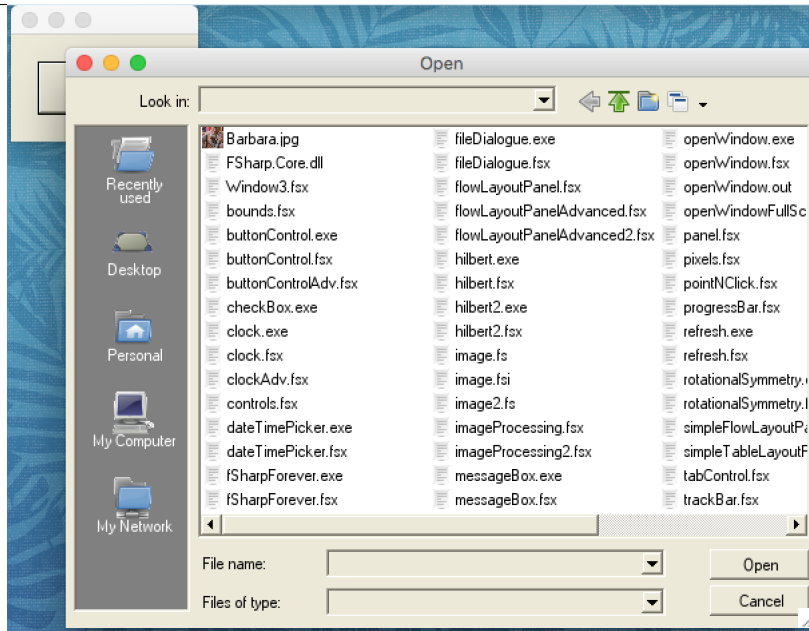 Open
Look in:
Recently
used
Desktop
Personal
My Computer
My Network
Barbara.jpg
FSharp.Core.dll
Window3.fsx
bounds.fsx
buttonControl.exe
buttonControl.fsx
buttonControlAdv.fsx
checkBox.exe
clock.exe
clock.fsx
clockAdv.fsx
controls.fsx
dateTimePicker.exe
dateTimePicker.fsx
fSharpForever.exe
fSharpForever.fsx
fileDialogue.exe
fileDialogue.fsx
flowLayoutPanel.fsx
flowLayoutPanelAdvanced.fsx
flowLayoutPanelAdvanced2.fsx
hilbert.exe
hilbert.fsx
hilbert2.exe
hilbert2.fsx
image.fs
image.fsi
image2.fs
imageProcessing.fsx
imageProcessing2.fsx
messageBox.exe
messageBox.fsx
openWindow.exe
openWindow.fsx
openWindow.out
openWindowFullSc
panel.fsx
pixels.fsx
pointNClick.fsx
progressBar.fsx
refresh.exe
refresh.fsx
rotationalSymmetry.
rotationalSymmetry.
simpleFlowLayoutPa
simpleTableLayoutF
tabControl.fsx
trackBar.fsx
File name:
Open
Files of type:
Cancel